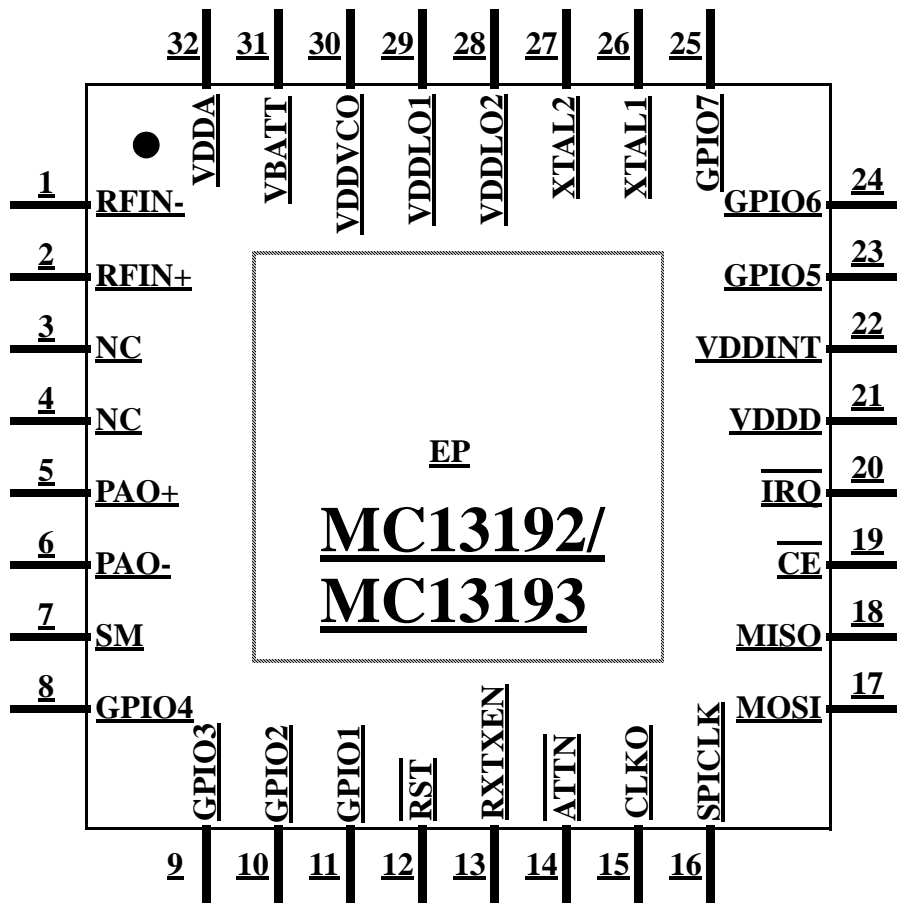 32 31 30 29 28 27 26 25
VDDA VBATT VDDVCO VDDLO1 VDDLO2 XTAL2 XTAL1 GPIO7
1 RFIN-
2 RFIN+
3 NC
4 NC
5 PAO+
6 PAO-
7 SM
8 GPIO4
GPIO6 24
GPIO5 23
VDDINT 22
VDDD 21
IRQ 20
CE 19
MISO 18
MOSI 17
EP
MC13192/
MC13193
GPIO3 GPIO2 GPIO1 RST RXTXEN ATTN CLKO SPICLK
9 10 11 12 13 14 15 16